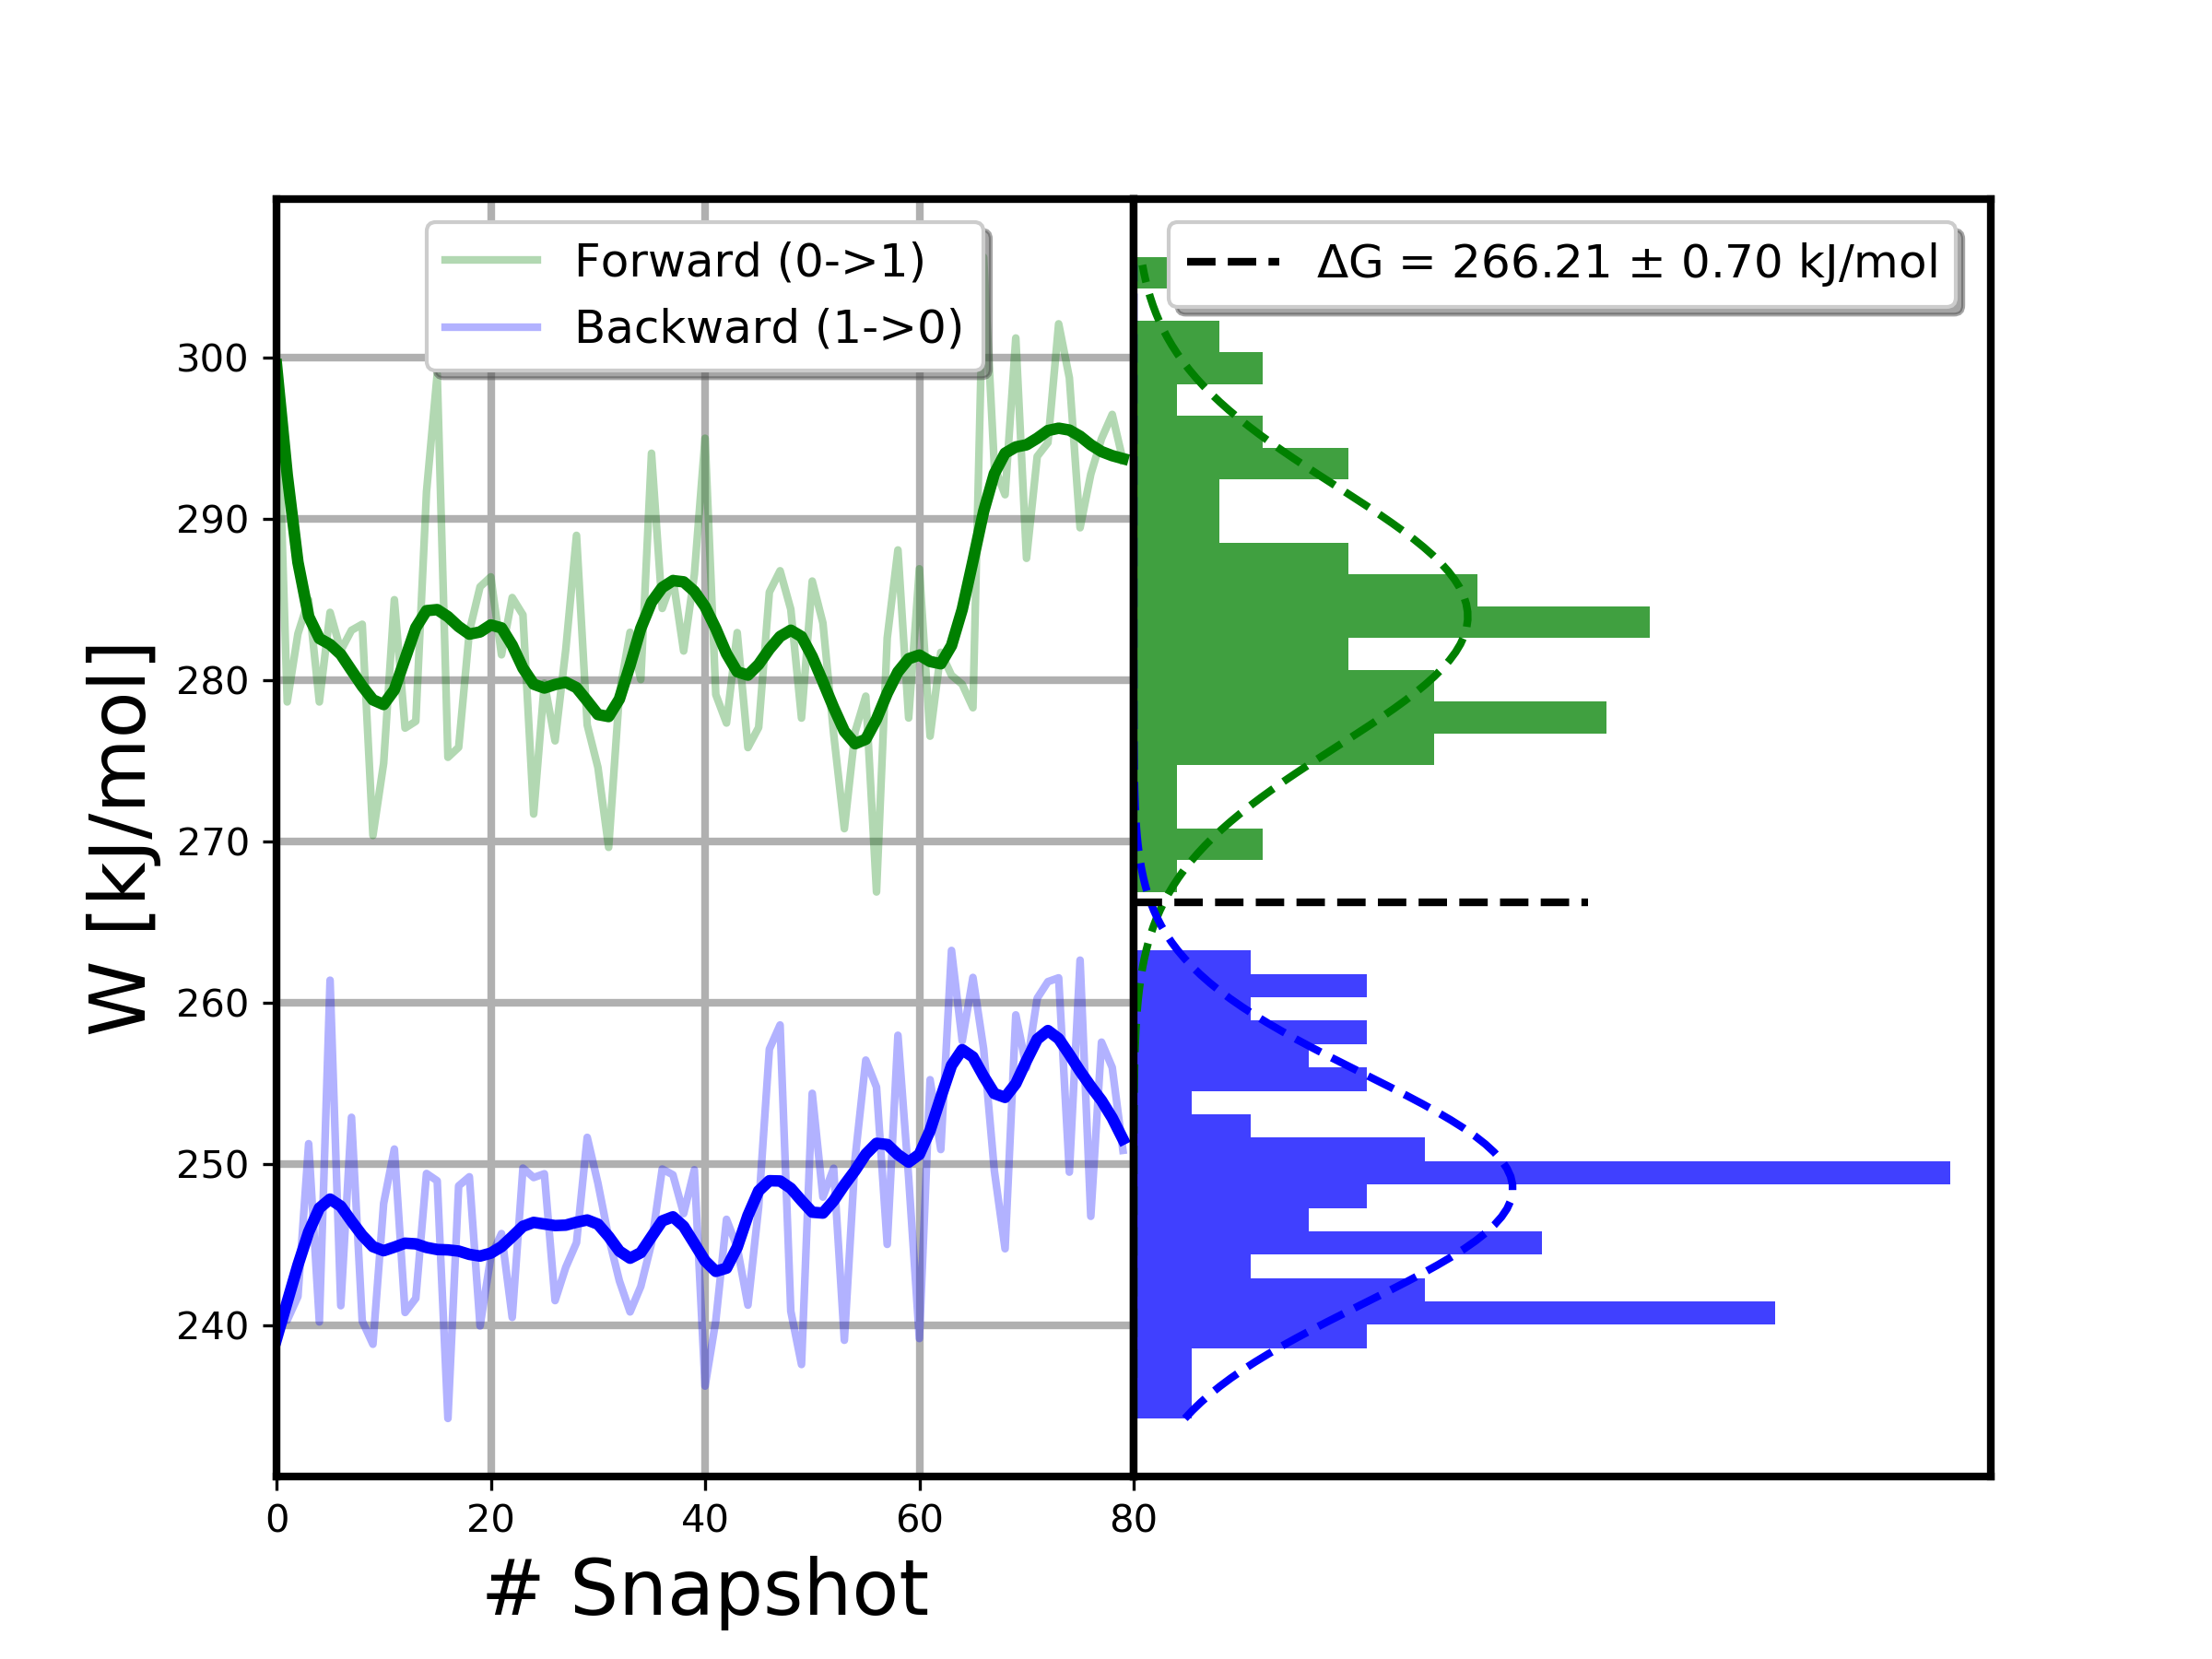 Forward (0->1)
Backward (1->0)
ΔG = 266.21 ± 0.70 kJ/mol
W [kJ/mol]
300
290
280
270
260
250
240
0
20
40
60
80
# Snapshot